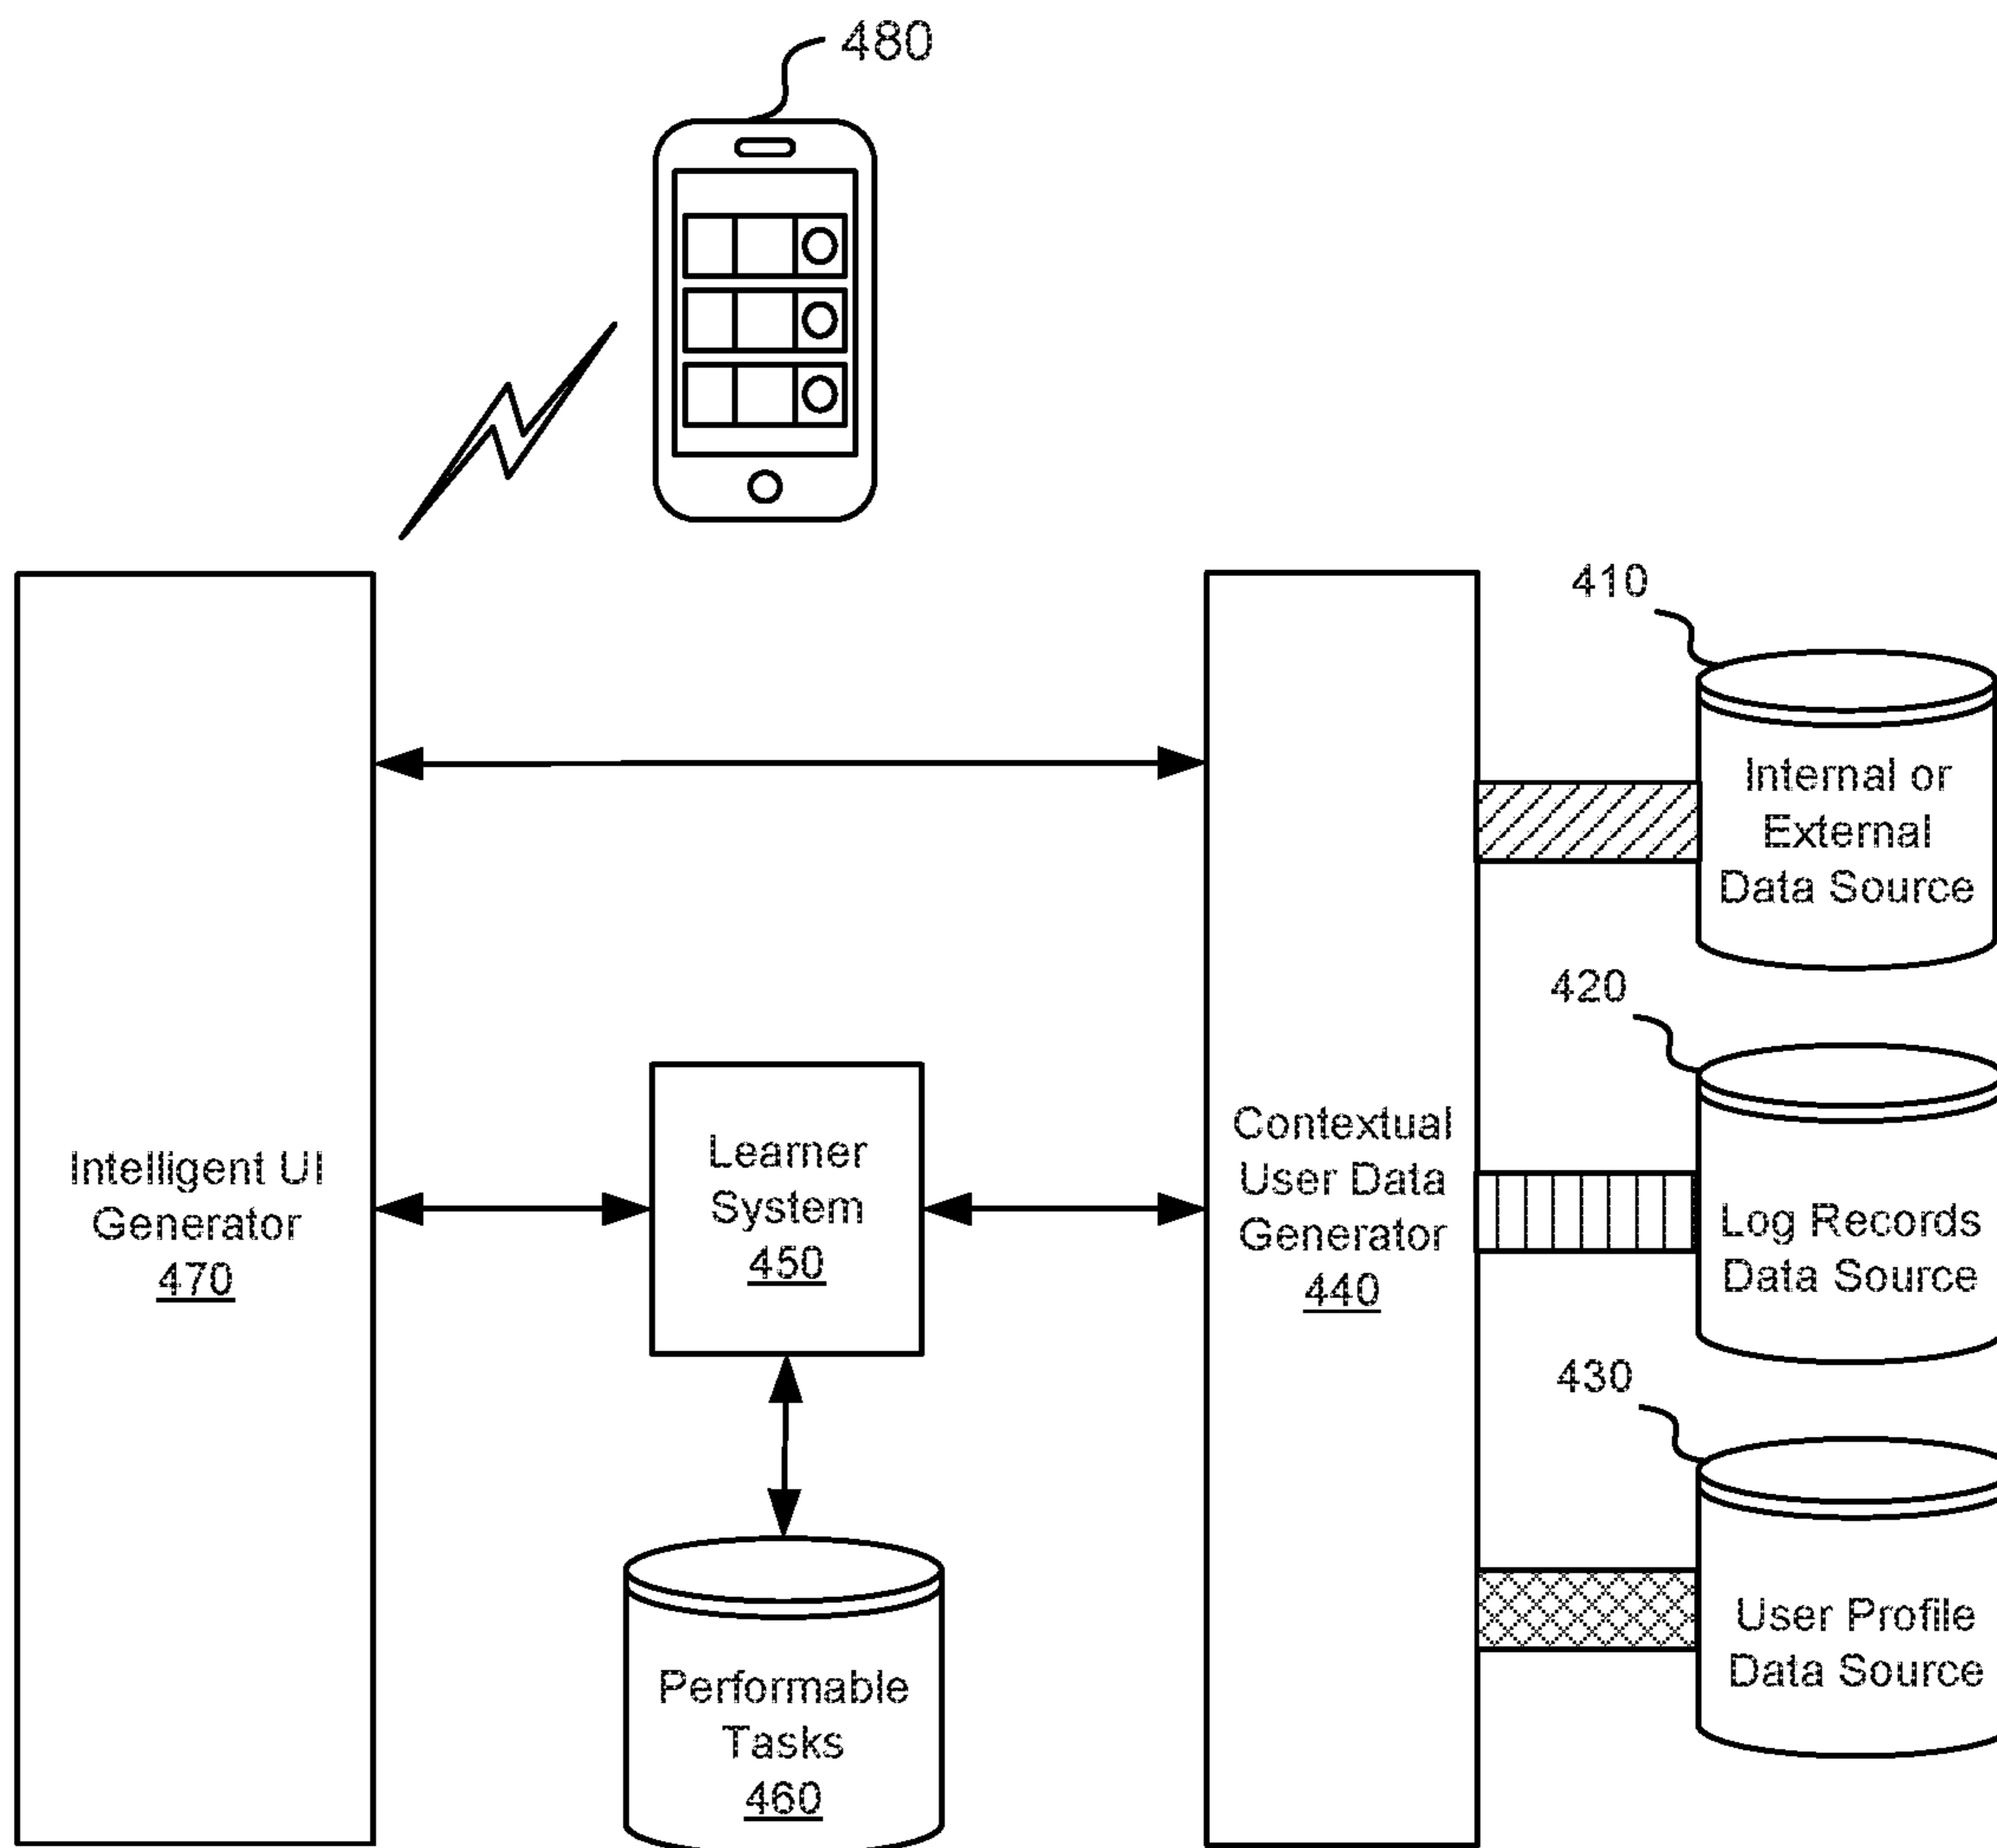 480
410
Internal or
External
Data Source
420
Log Records
Data Source
430
User Profile
Data Source
Contextual
User Data
Generator
440
Learner
System
450
Intelligent UI
Generator
470
Performable
Tasks
460